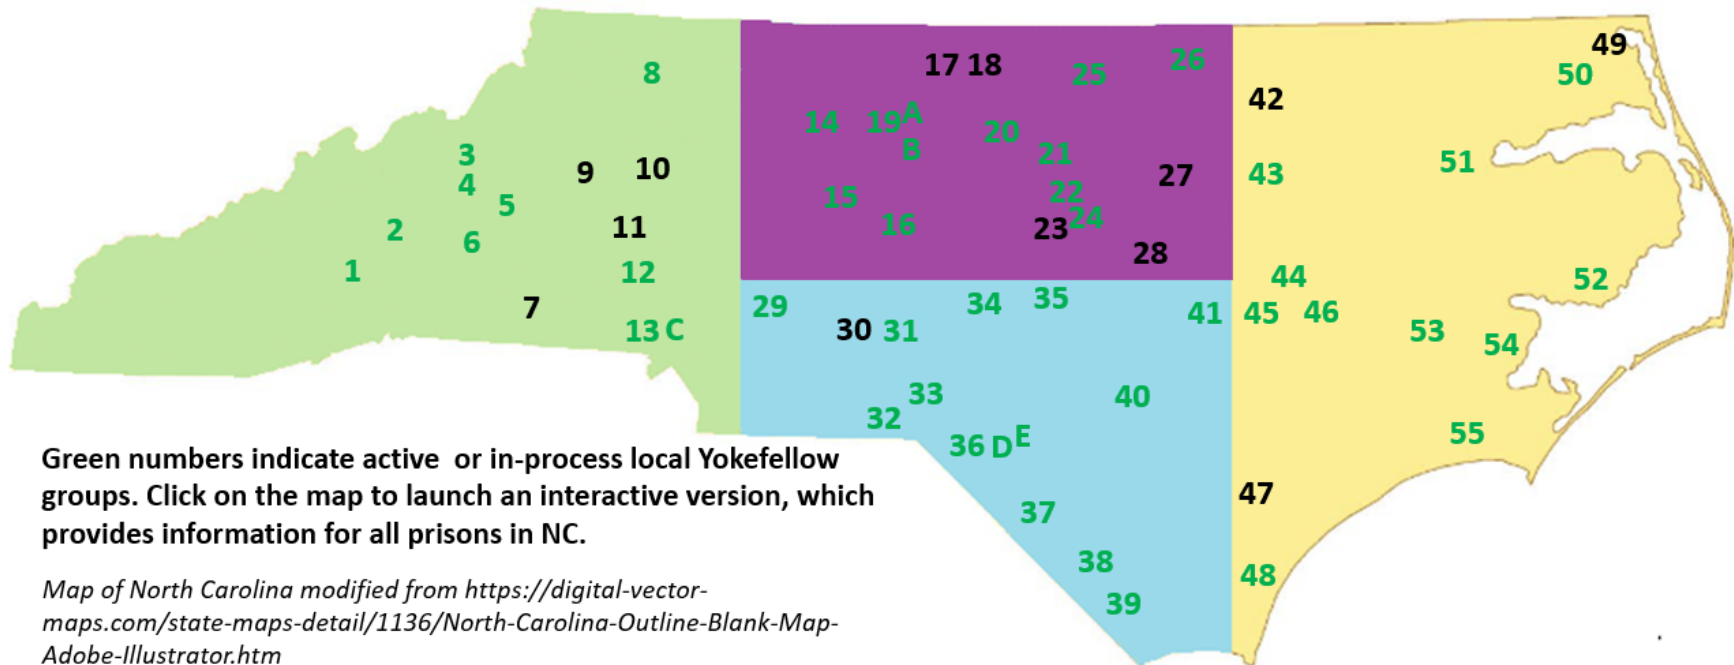 49
17 18 25 26
8 50
42
14 19 A
B 20
3 21 51
9 10 27 43
4
5 15 22
2 11 16 23 24
6 28
1 12 44 52
7 29 34 35
30 31 41 45 46
13 C 53 54
33 40
32
36 D E 55
47
37
38 48
39
Green numbers indicate active or in-process local Yokefellow
groups. Click on the map to launch an interactive version, which
provides information for all prisons in NC.
Map of North Carolina modified from https://digital-vector-
maps.com/state-maps-detail/1136/North-Carolina-Outline-Blank-Map-
Adobe-Illustrator.htm